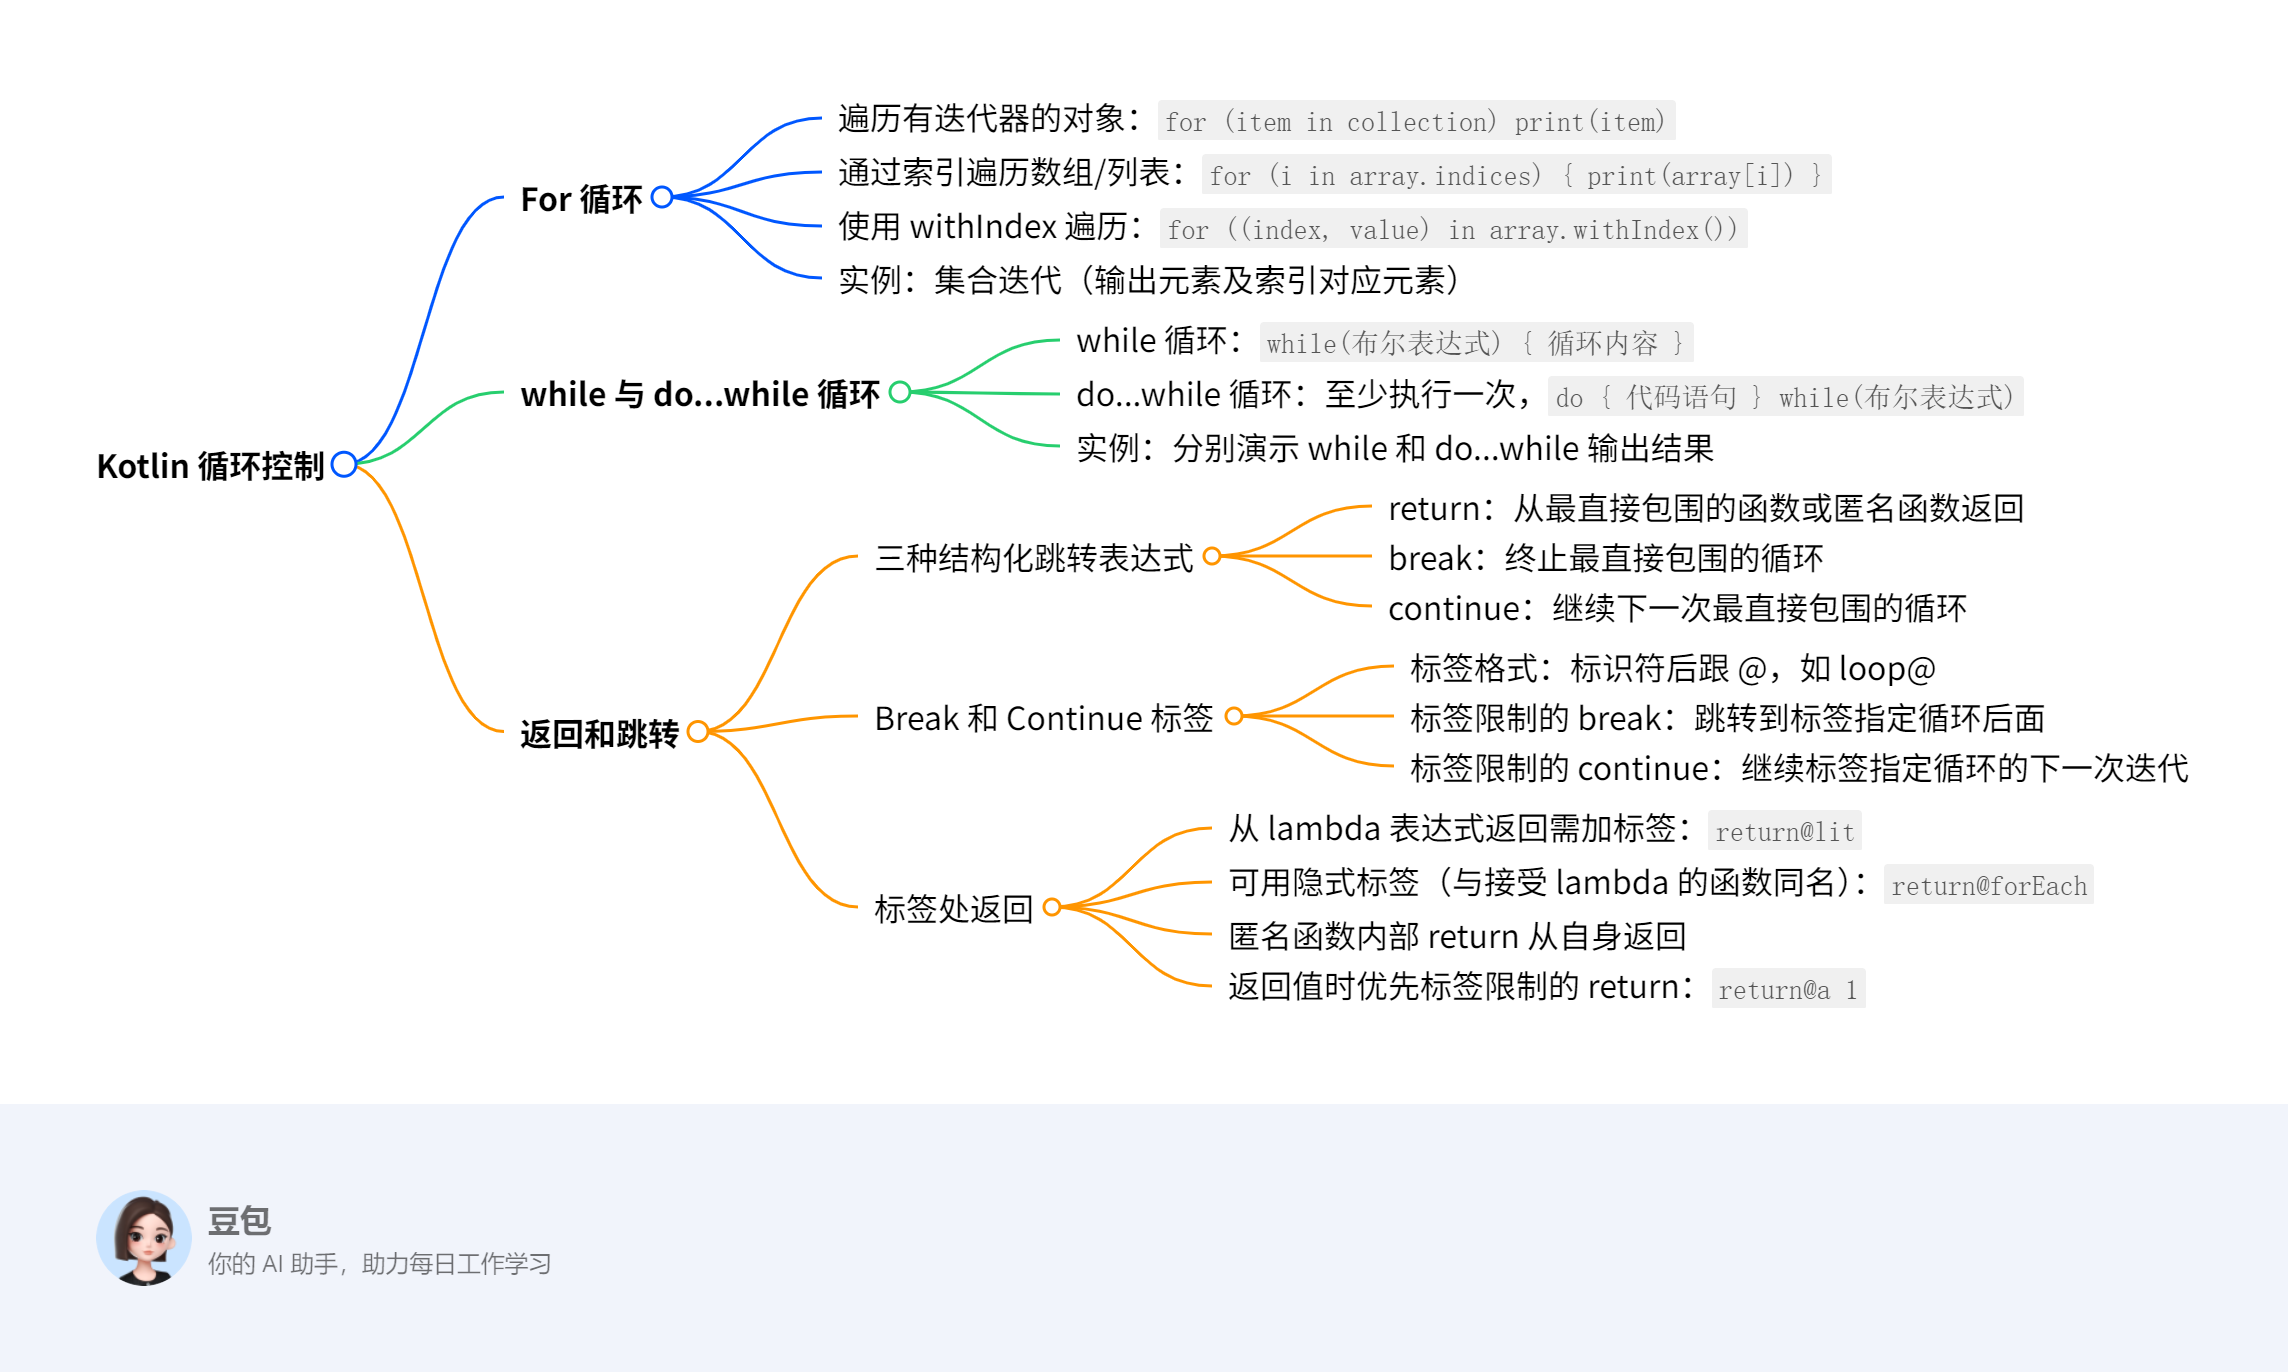 Kotlin 循环控制
For 循环
遍历有迭代器的对象：for (item in collection) print(item)
通过索引遍历数组/列表：for (i in array.indices) { print(array[i]) }
使用 withIndex 遍历：for ((index, value) in array.withIndex())
实例：集合迭代（输出元素及索引对应元素）
while 与 do...while 循环
while 循环：while(布尔表达式) { 循环内容 }
do...while 循环：至少执行一次，do { 代码语句 } while(布尔表达式)
实例：分别演示 while 和 do...while 输出结果
返回和跳转
三种结构化跳转表达式
return：从最直接包围的函数或匿名函数返回
break：终止最直接包围的循环
continue：继续下一次最直接包围的循环
Break 和 Continue 标签
标签格式：标识符后跟 @，如 loop@
标签限制的 break：跳转到标签指定循环后面
标签限制的 continue：继续标签指定循环的下一次迭代
标签处返回
从 lambda 表达式返回需加标签：return@lit
可用隐式标签（与接受 lambda 的函数同名）：return@forEach
匿名函数内部 return 从自身返回
返回值时优先标签限制的 return：return@a 1
豆包
你的 AI 助手，助力每日工作学习